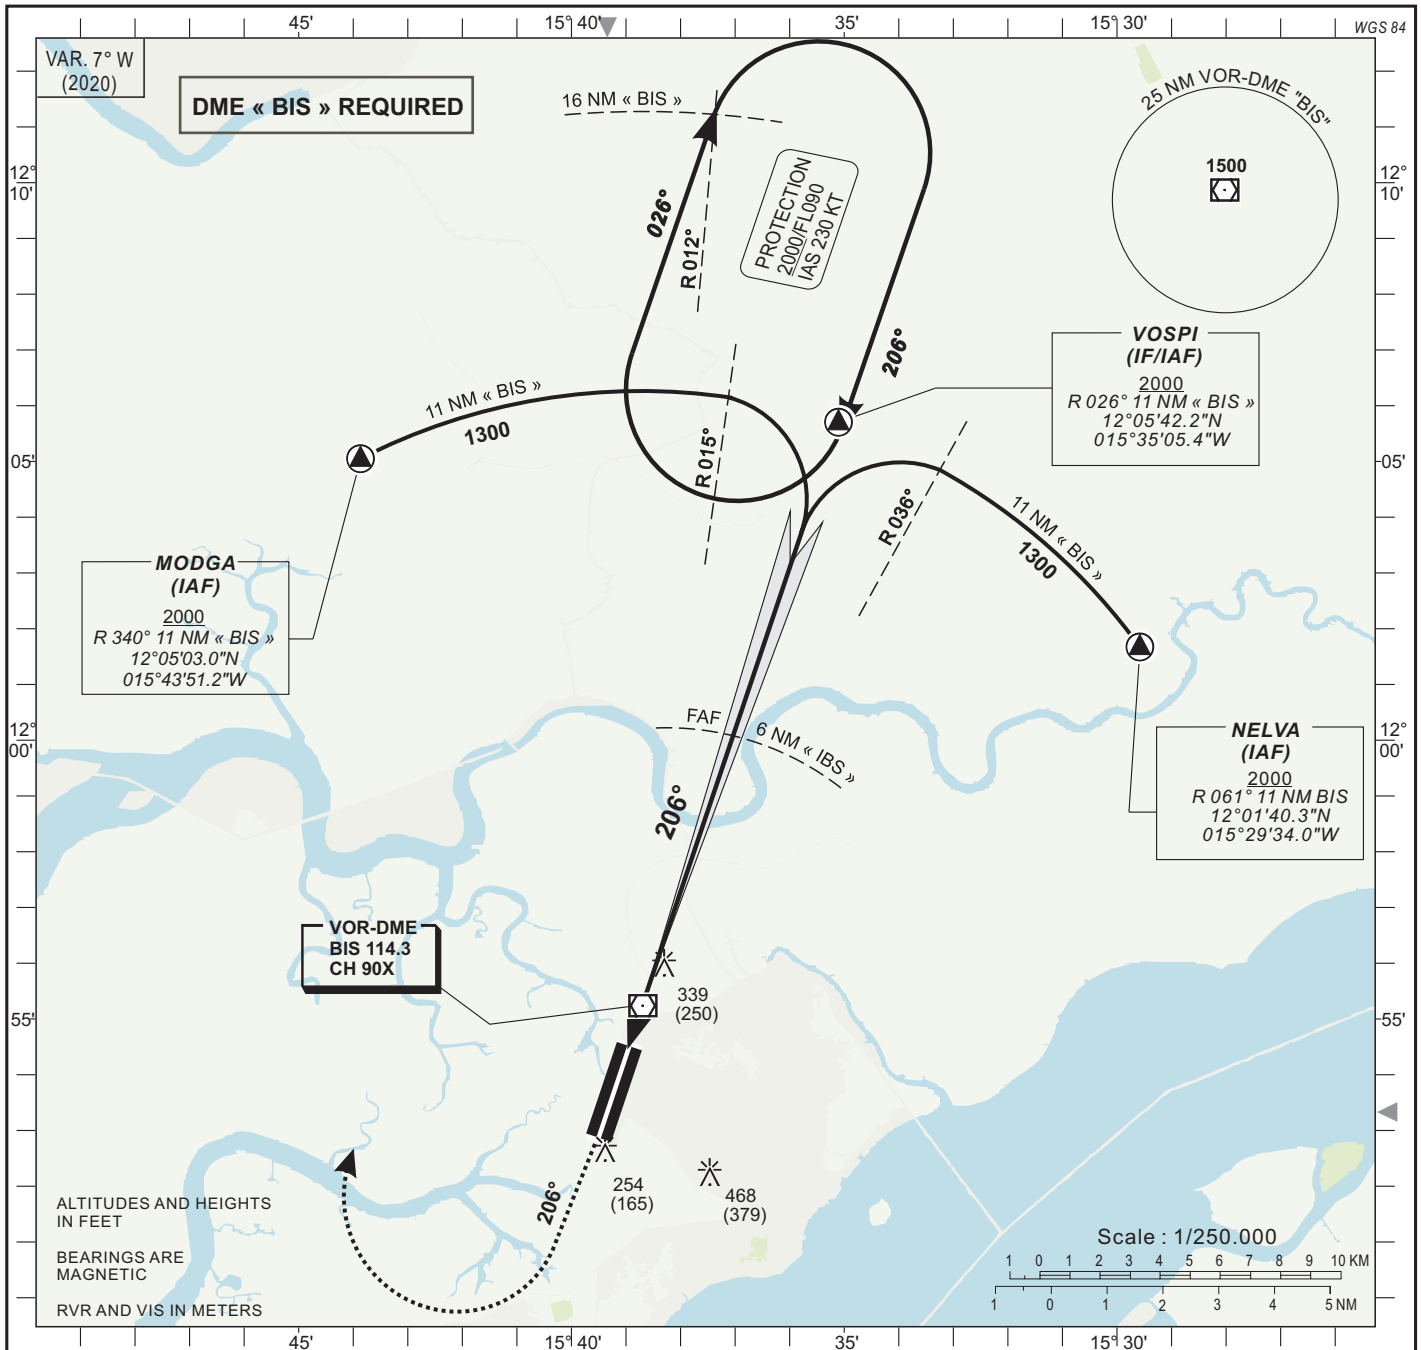 45'
15° 40'
35'
15° 30'
WGS 84
VAR. 7° W
(2020)
DME « BIS » REQUIRED
16 NM « BIS »
25 NM VOR-DME "BIS"
1500
12°
10'
12°
10'
026°
R 012°
PROTECTION
2000/FL090
IAS 230 KT
206°
VOSPI
(IF/IAF)
2000
R 026° 11 NM « BIS »
12°05'42.2"N
015°35'05.4"W
11 NM « BIS »
1300
R 015°
05'
05'
R 036°
11 NM « BIS »
1300
MODGA
(IAF)
2000
R 340° 11 NM « BIS »
12°05'03.0"N
015°43'51.2"W
FAF
6 NM « IBS »
12°
00'
12°
00'
NELVA
(IAF)
2000
R 061° 11 NM BIS
12°01'40.3"N
015°29'34.0"W
206°
VOR-DME
BIS 114.3
CH 90X
339
(250)
55'
55'
254
(165)
468
(379)
206°
ALTITUDES AND HEIGHTS
IN FEET
BEARINGS ARE
MAGNETIC
RVR AND VIS IN METERS
Scale : 1/250.000
1 0 1 2 3 4 5 6 7 8 9 10 KM
1 0 1 2 3 4 5 NM
45'
15° 40'
35'
15° 30'